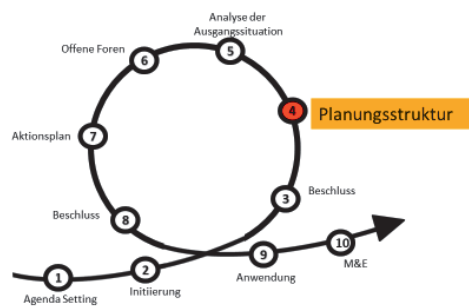 Analyse der
Ausgangssituation
Offene Foren
5
6
4
Planungsstruktur
Aktionsplan
7
3
Beschluss
Beschluss
8
9
10
1
2
Anwendung
M&E
Agenda Setting
Initiierung